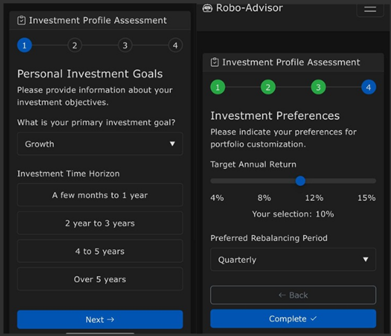 Investment Profile Assessment
1 2 3 4
Personal Investment Goals
Please provide information about your
investment objectives.
What is your primary investment goal?
Growth
Investment Time Horizon
A few months to 1 year
2 year to 3 years
4 to 5 years
Over 5 years
Next →
Robo-Advisor
Investment Profile Assessment
1 2 3 4
Investment Preferences
Please indicate your preferences for
portfolio customization.
Target Annual Return
4% 8% 12% 15%
Your selection: 10%
Preferred Rebalancing Period
Quarterly
← Back
Complete ✓